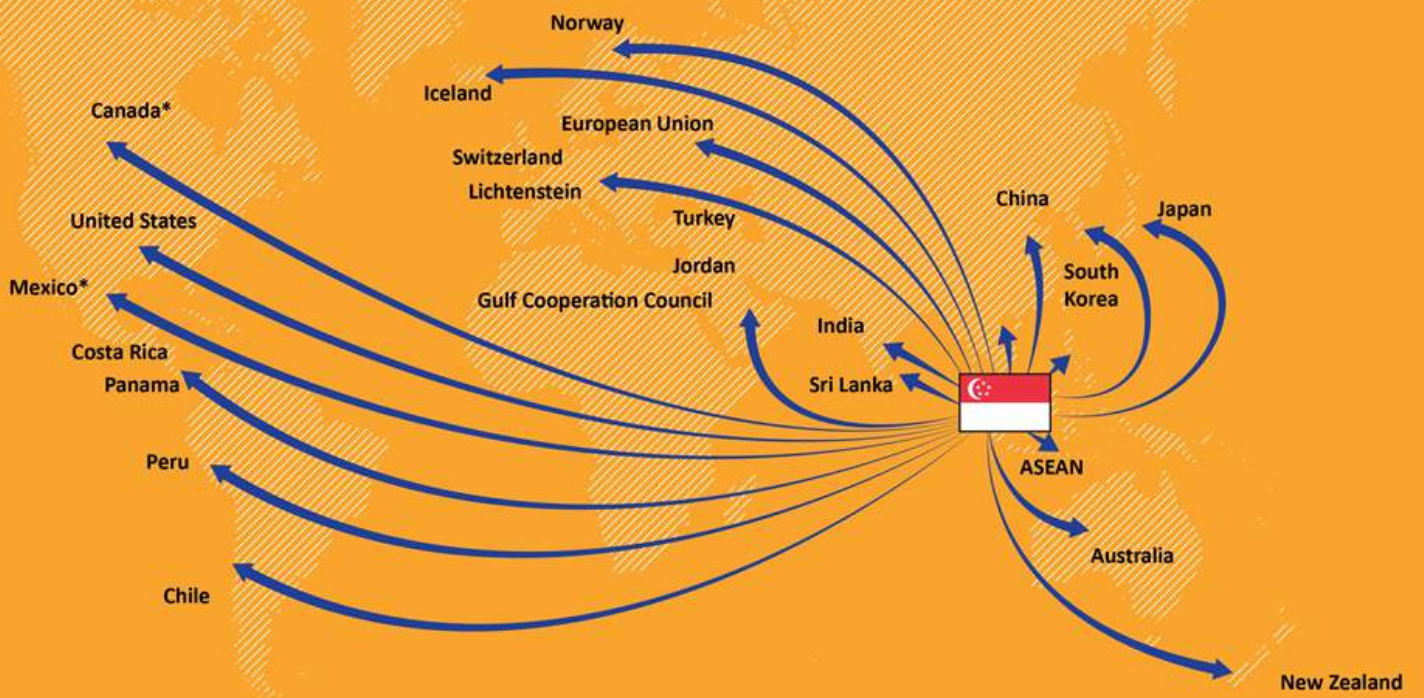 Norway
Iceland
Canada*
European Union
Switzerland
Lichtenstein
China
Japan
United States
Turkey
Jordan
South
Korea
Mexico*
Gulf Cooperation Council
India
Costa Rica
Panama
Sri Lanka
Peru
ASEAN
Australia
Chile
New Zealand